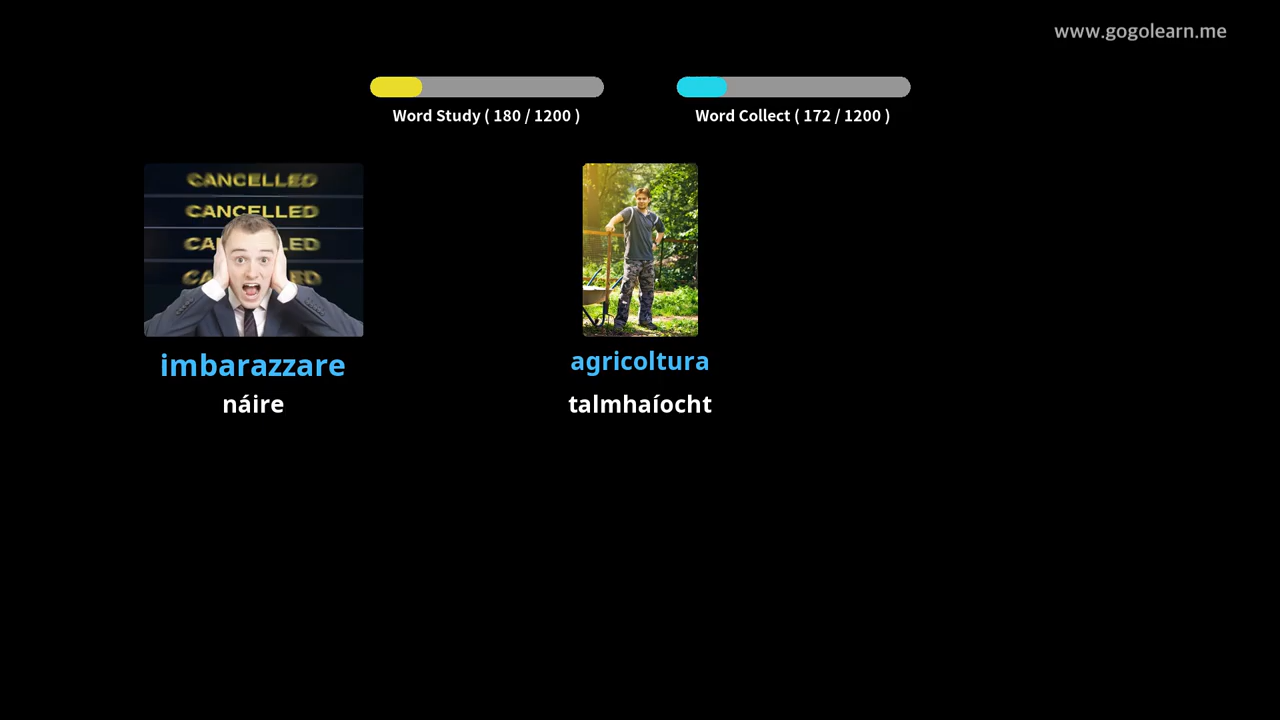 www.gogolearn.me
Word Study ( 180 / 1200 )
Word Collect ( 172 / 1200 )
CANCELLED
CANCELLED
imbarazzare
agricoltura
náire
talmhaíocht